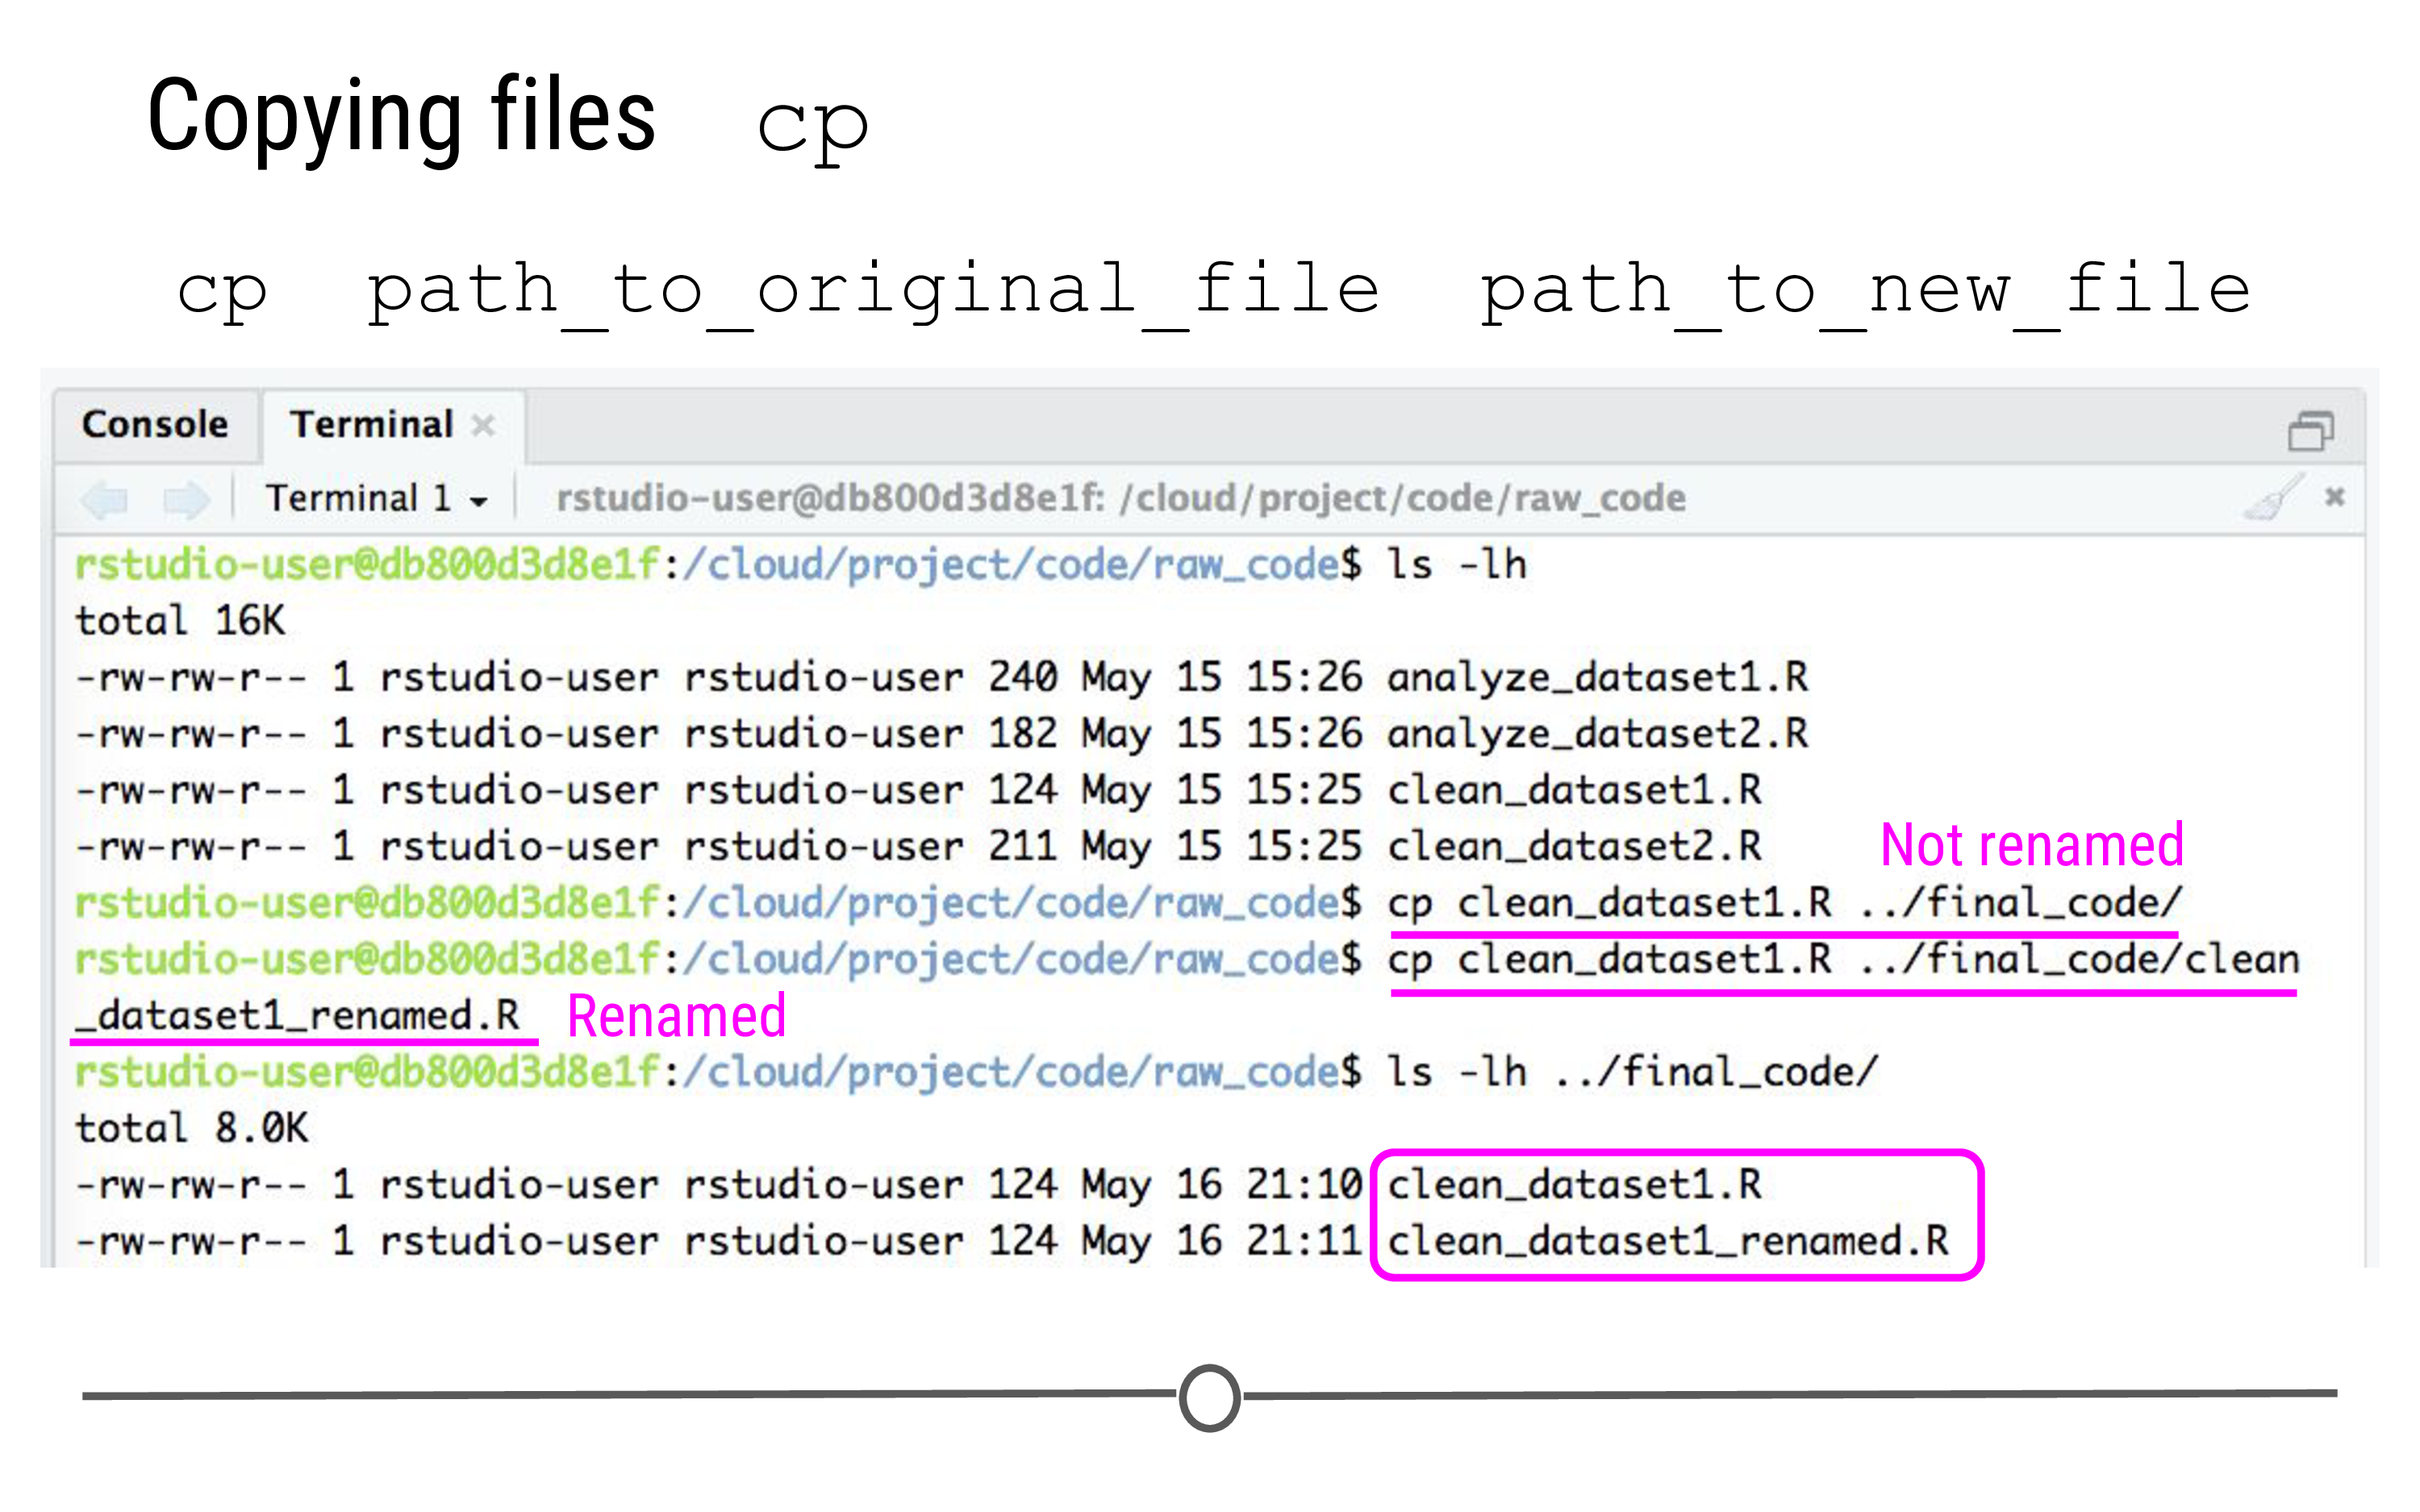 Copying files cp
cp path_to_original_file path_to_new_file
Console Terminal
Terminal 1 rstudio-user@db800d3d8e1f: /cloud/project/code/raw_code
rstudio-user@db800d3d8e1f:/cloud/project/code/raw_code$ ls -lh
total 16K
-rw-rw-r-- 1 rstudio-user rstudio-user 240 May 15 15:26 analyze_dataset1.R
-rw-rw-r-- 1 rstudio-user rstudio-user 182 May 15 15:26 analyze_dataset2.R
-rw-rw-r-- 1 rstudio-user rstudio-user 124 May 15 15:25 clean_dataset1.R
-rw-rw-r-- 1 rstudio-user rstudio-user 211 May 15 15:25 clean_dataset2.R
Not renamed
rstudio-user@db800d3d8e1f:/cloud/project/code/raw_code$ cp clean_dataset1.R ../final_code/
rstudio-user@db800d3d8e1f:/cloud/project/code/raw_code$ cp clean_dataset1.R ../final_code/clean
_dataset1_renamed.R Renamed
rstudio-user@db800d3d8e1f:/cloud/project/code/raw_code$ ls -lh ../final_code/
total 8.0K
-rw-rw-r-- 1 rstudio-user rstudio-user 124 May 16 21:10 clean_dataset1.R
-rw-rw-r-- 1 rstudio-user rstudio-user 124 May 16 21:11 clean_dataset1_renamed.R